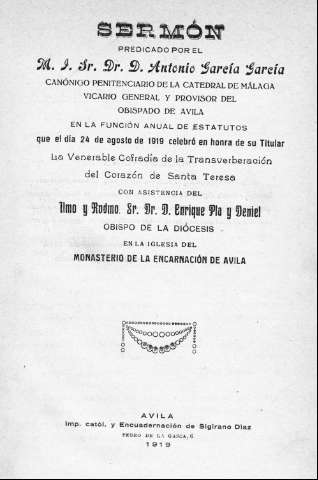 SERMÓN
PREDICADO POR EL
M. I. Sr. Dr. D. Antonio García García
CANÓNIGO PENITENCIARIO DE LA CATEDRAL DE MÁLAGA
VICARIO GENERAL Y PROVISOR DEL
OBISPADO DE AVILA
EN LA FUNCIÓN ANUAL DE ESTATUTOS
que el día 24 de agosto de 1919 celebró en honra de su Titular
La Venerable Cofradía de la Transverberación
del Corazón de Santa Teresa
CON ASISTENCIA DEL
Ilmo y Rodmo. Sr. Dr. D. Enrique Pla y Deniel
OBISPO DE LA DIÓCESIS
EN LA IGLESIA DEL
MONASTERIO DE LA ENCARNACIÓN DE AVILA
AVILA
Imp. catól. y Encuadernación de Sigirano Díaz
PEDRO DE LA GASCA, 6
1919